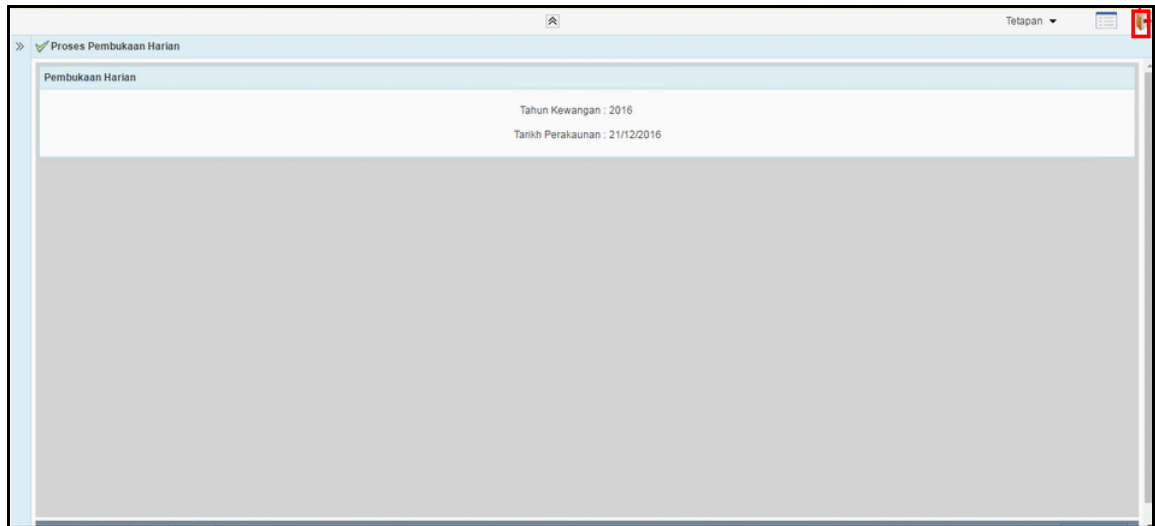 Tetapan
Proses Pembukaan Harian
Pembukaan Harian
Tahun Kewangan : 2016
Tarikh Perakaunan : 21/12/2016